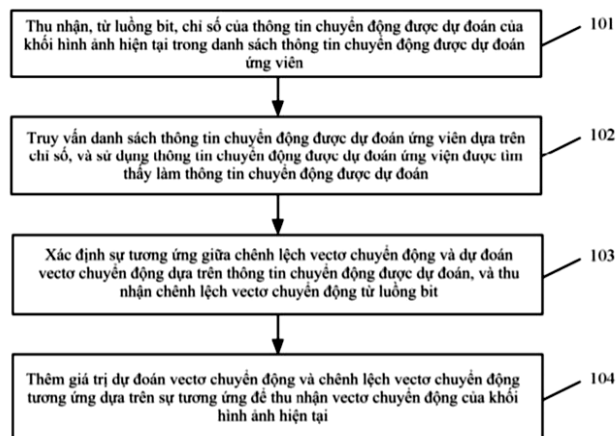 Thu nhận, từ luồng bit, chỉ số của thông tin chuyển động được dự đoán của
khối hình ảnh hiện tại trong danh sách thông tin chuyển động được dự đoán
ứng viên
101
Truy vấn danh sách thông tin chuyển động được dự đoán ứng viên dựa trên
chỉ số, và sử dụng thông tin chuyển động được dự đoán ứng viện được tìm
thấy làm thông tin chuyển động được dự đoán
102
Xác định sự tương ứng giữa chênh lệch vectơ chuyển động và dự đoán
vectơ chuyển động dựa trên thông tin chuyển động được dự đoán, và thu
nhận chênh lệch vectơ chuyển động từ luồng bit
103
Thêm giá trị dự đoán vectơ chuyển động và chênh lệch vectơ chuyển động
tương ứng dựa trên sự tương ứng để thu nhận vectơ chuyển động của khối
hình ảnh hiện tại
104